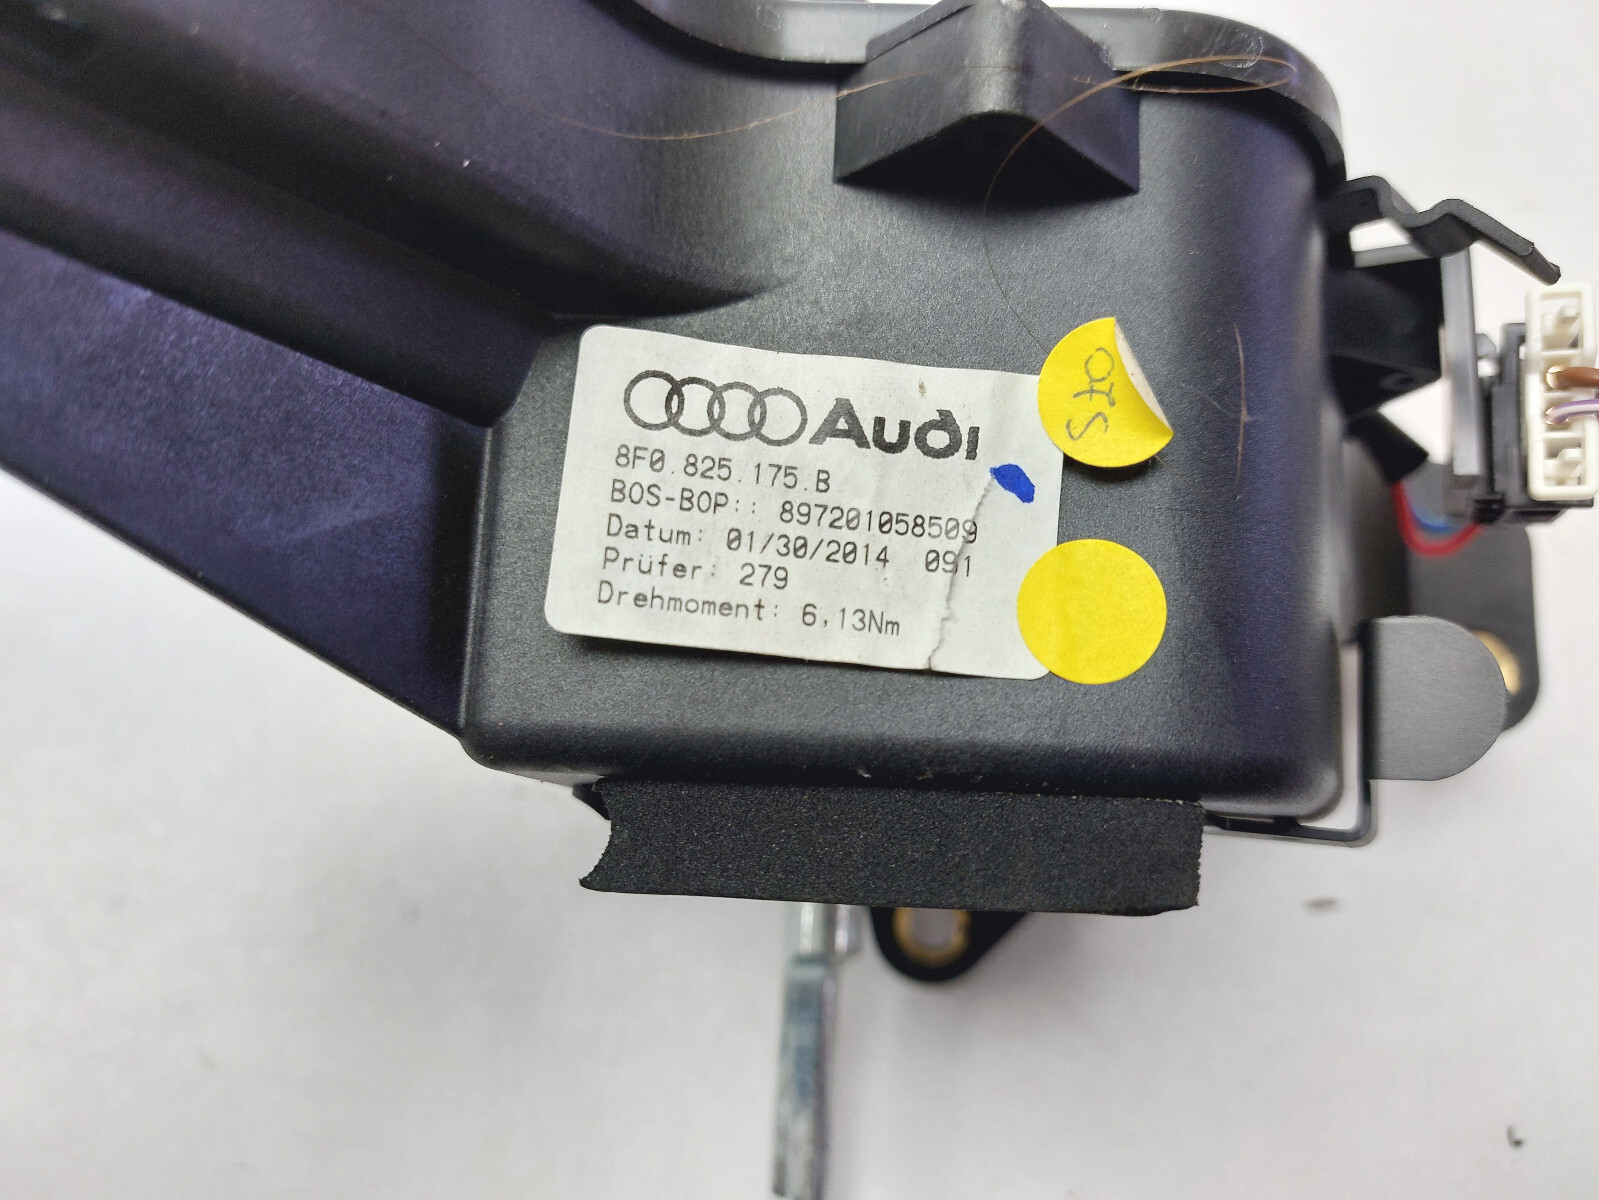 Audi
8F0.825.175.B
BOS-BOP:: 897201058509
Datum: 01/30/2014 091
Prüfer: 279
Drehmoment: 6,13Nm